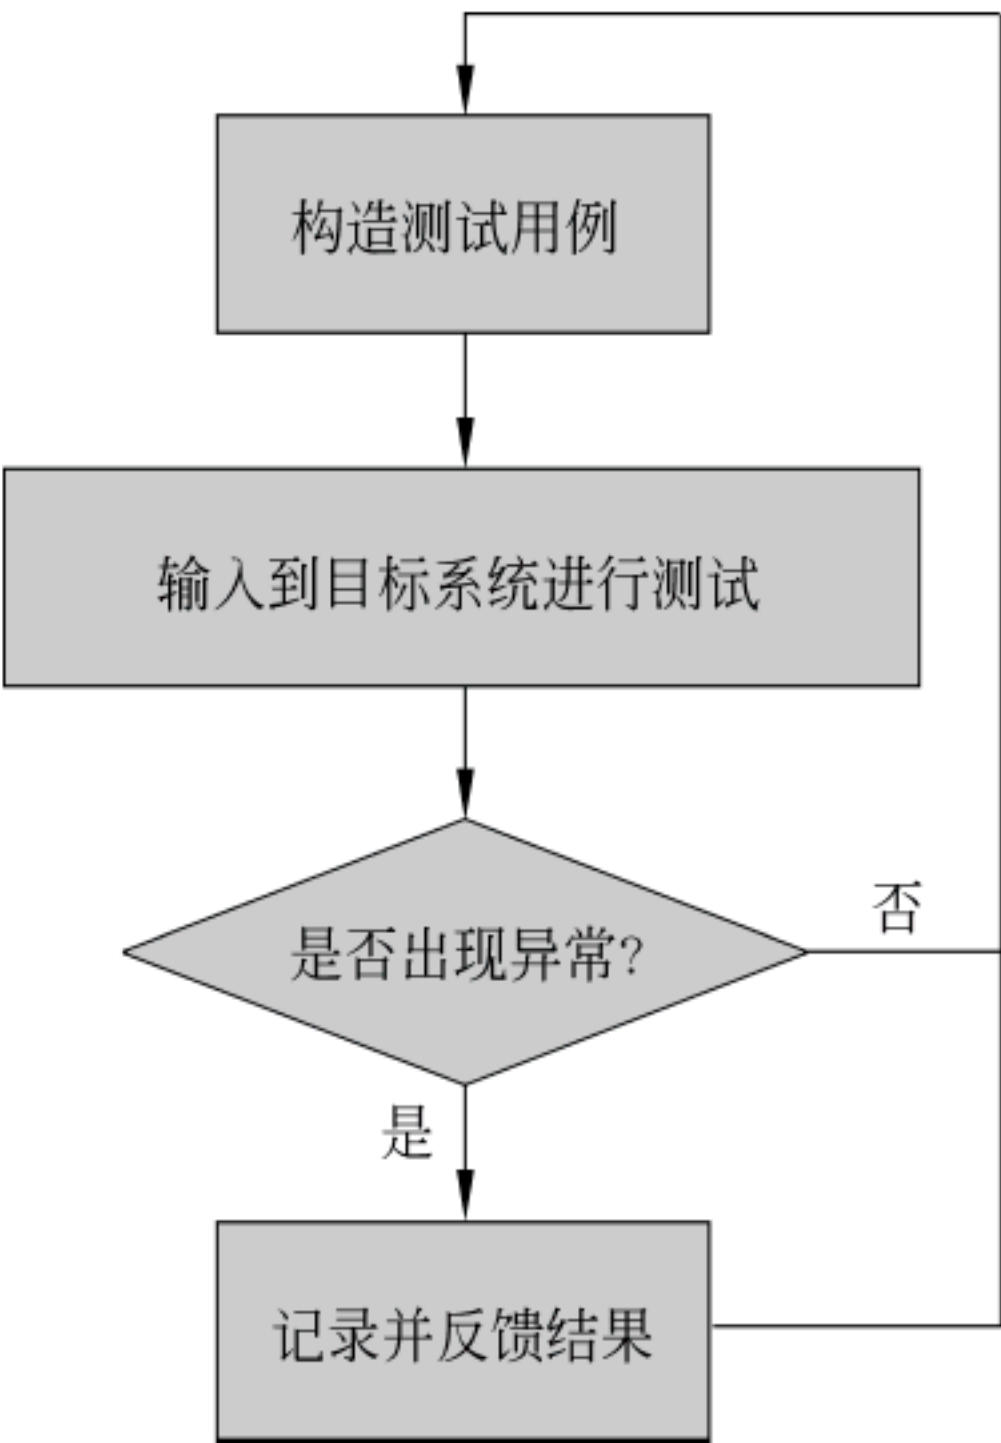 构造测试用例
输入到目标系统进行测试
是否出现异常?
否
是
记录并反馈结果